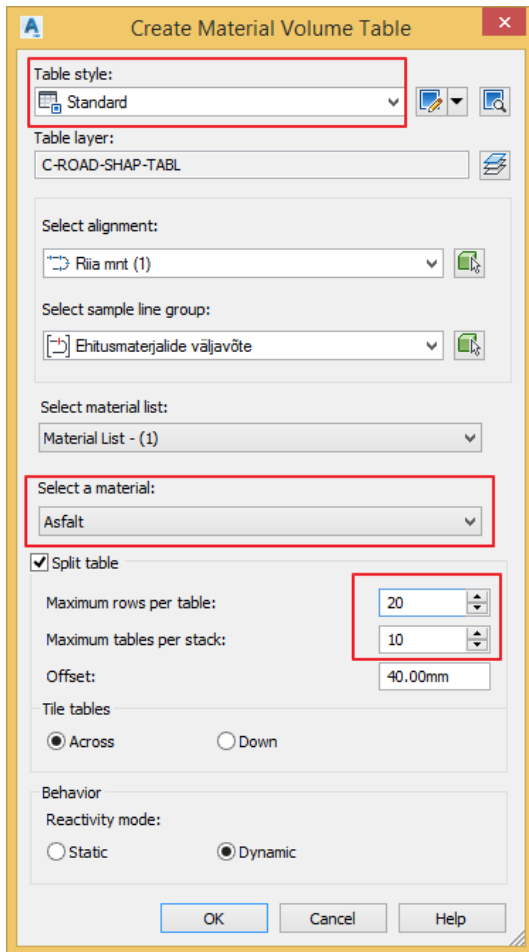 Create Material Volume Table
Table style:
Standard
Table layer:
C-ROAD-SHAP-TABL
Select alignment:
Riia mnt (1)
Select sample line group:
Ehitusmaterjalide väljavõte
Select material list:
Material List - (1)
Select a material:
Asfalt
Split table
Maximum rows per table: 20
Maximum tables per stack: 10
Offset: 40.00mm
Tile tables
Across Down
Behavior
Reactivity mode:
Static Dynamic
OK Cancel Help